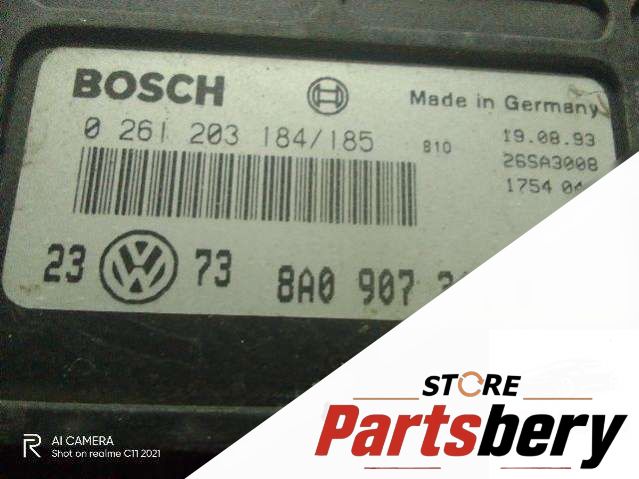 BOSCH
Made in Germany
0 261 203 184/185
810
19.08.93
26SA3008
1754
23 VW 73
8A0 907
STORE
Partsbery
AI CAMERA
Shot on realme C11 2021